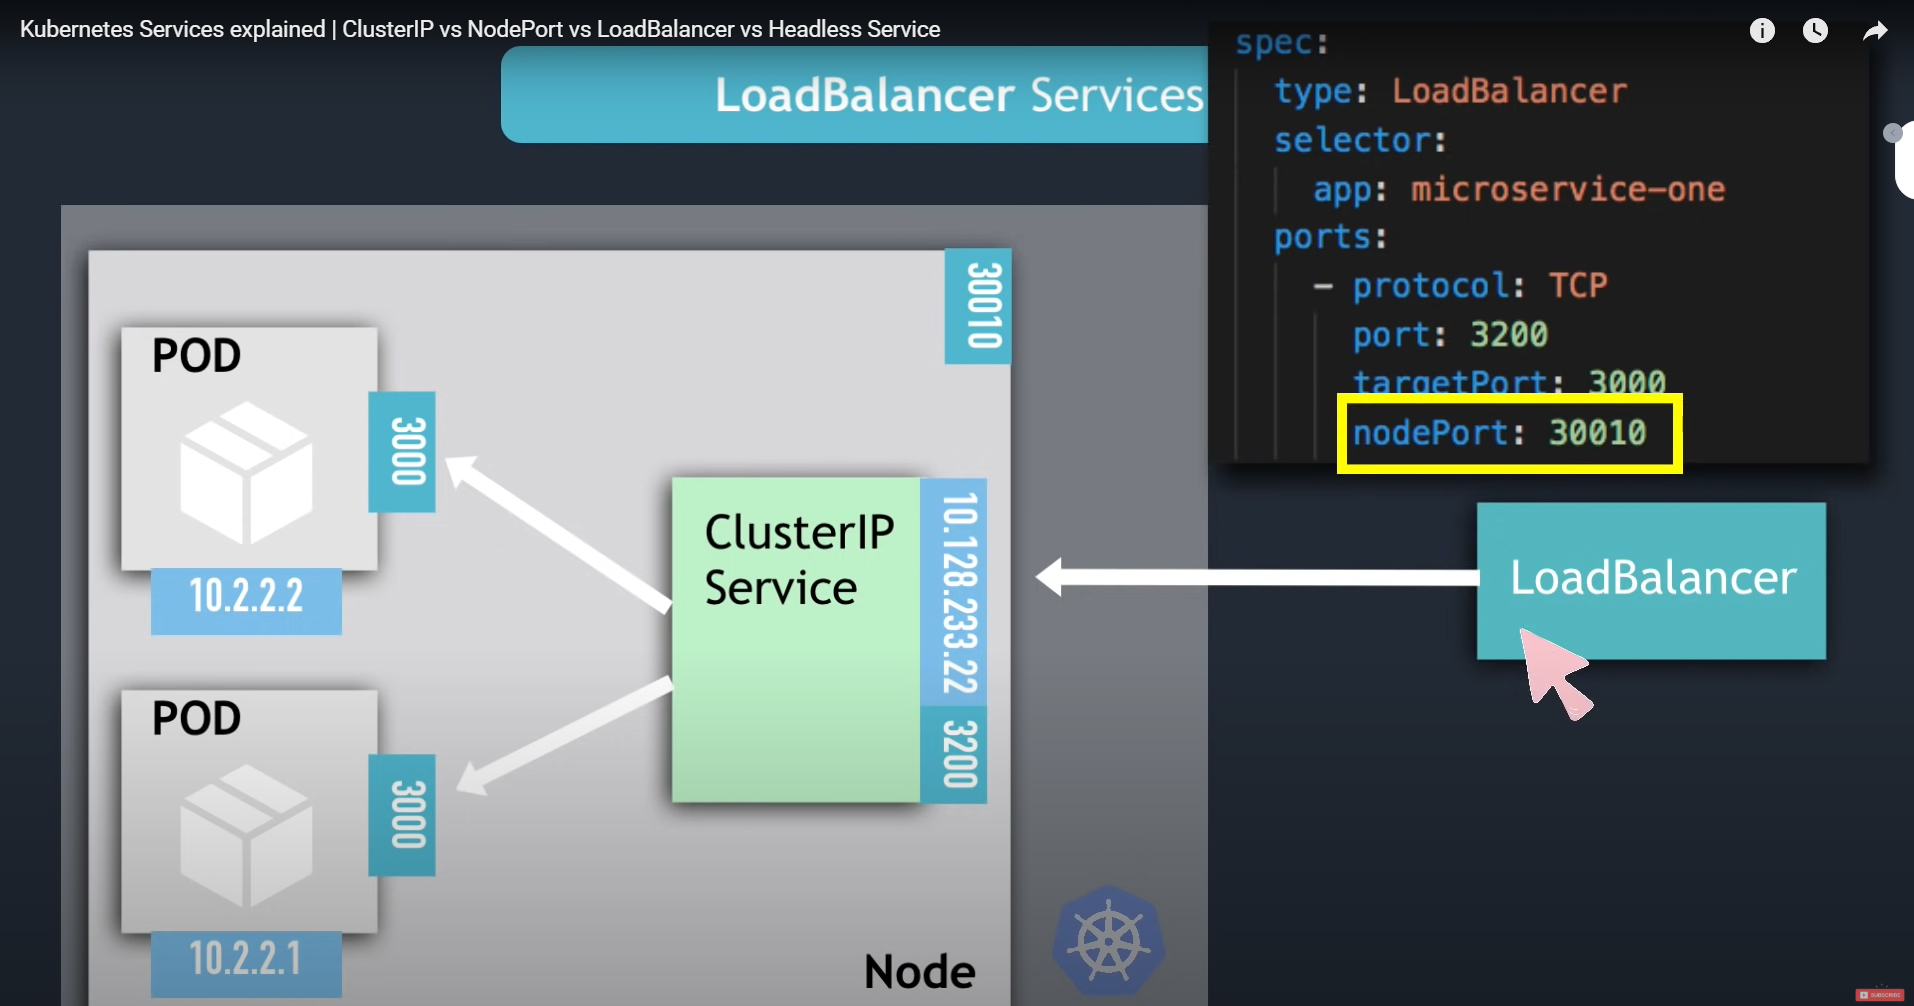 Kubernetes Services explained | ClusterIP vs NodePort vs LoadBalancer vs Headless Service
LoadBalancer Services
spec:
type: LoadBalancer
selector:
app: microservice-one
ports:
- protocol: TCP
port: 3200
targetPort: 3000
nodePort: 30010
30010
POD
3000
10.2.2.2
ClusterIP
Service
10.128.233.22
3200
LoadBalancer
POD
3000
10.2.2.1
Node
SUBSCRIBE